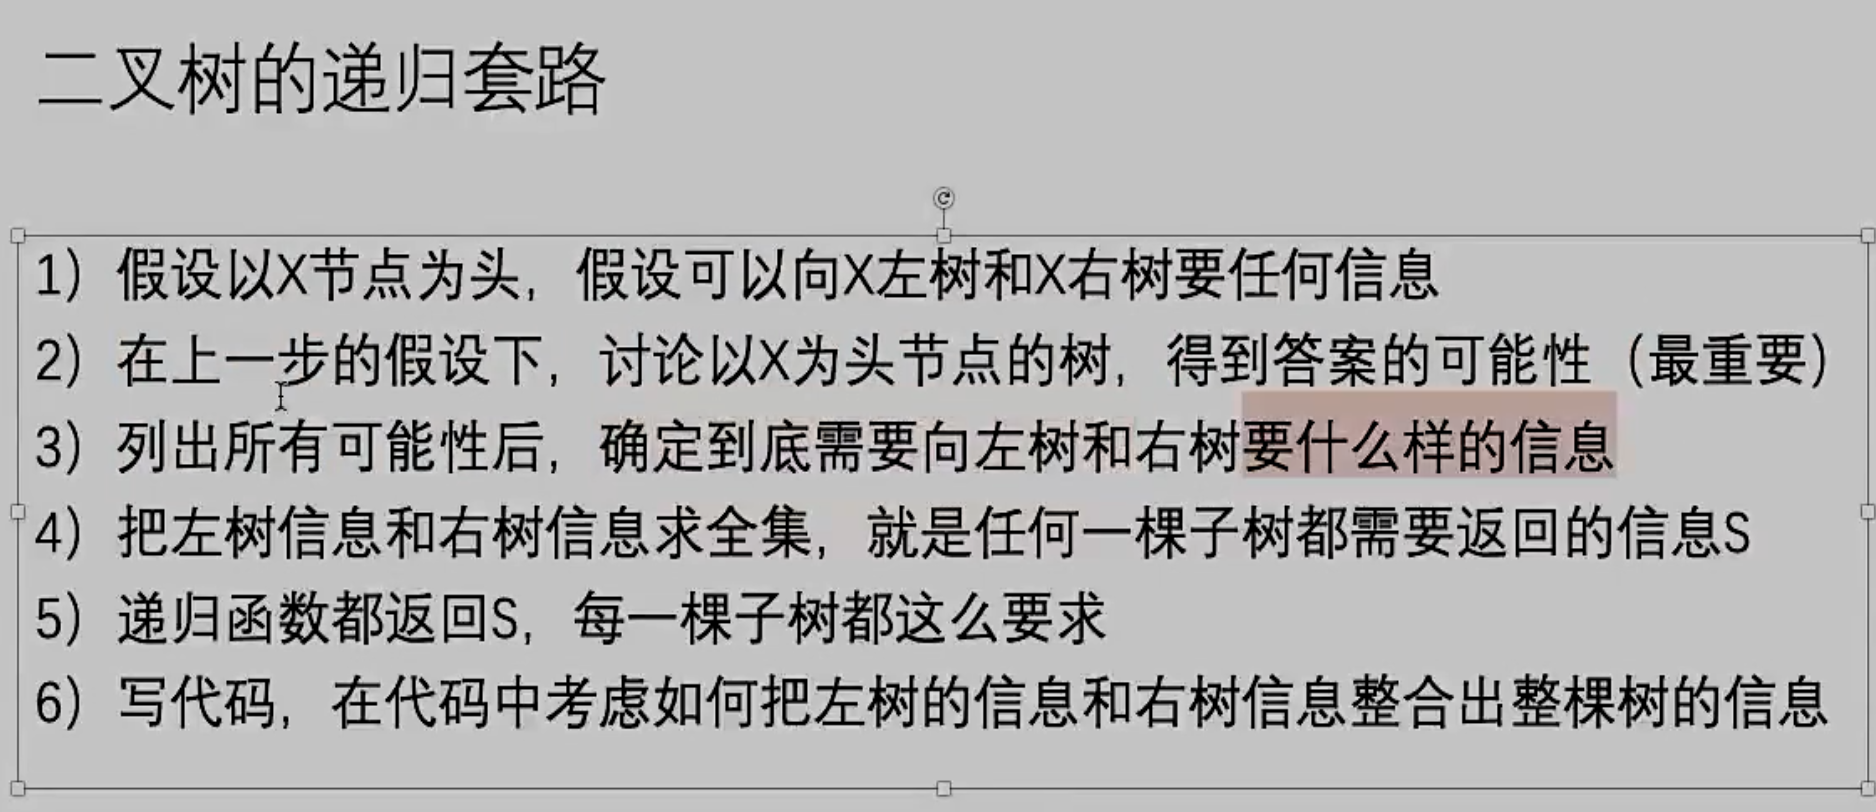 二叉树的递归套路
1）假设以X节点为头，假设可以向X左树和X右树要任何信息
2）在上一步的假设下，讨论以X为头节点的树，得到答案的可能性（最重要）
3）列出所有可能性后，确定到底需要向左树和右树要什么样的信息
4）把左树信息和右树信息求全集，就是任何一棵子树都需要返回的信息S
5）递归函数都返回S，每一棵子树都这么要求
6）写代码，在代码中考虑如何把左树的信息和右树信息整合出整棵树的信息